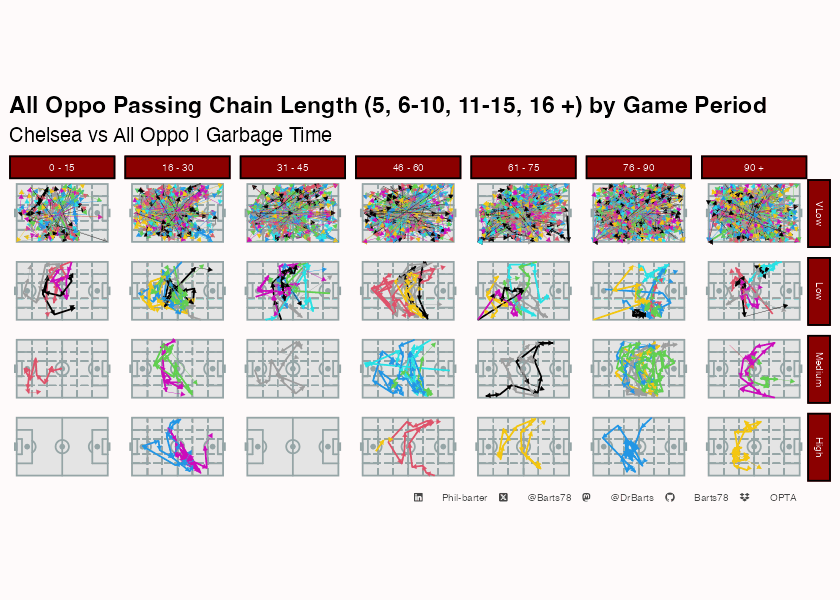 All Oppo Passing Chain Length (5, 6-10, 11-15, 16 +) by Game Period
Chelsea vs All Oppo | Garbage Time
0 - 15 16 - 30 31 - 45 46 - 60 61 - 75 76 - 90 90 +
VLow
Low
Medium
High
Phil-barter @Barts78 @DrBarts Barts78 OPTA